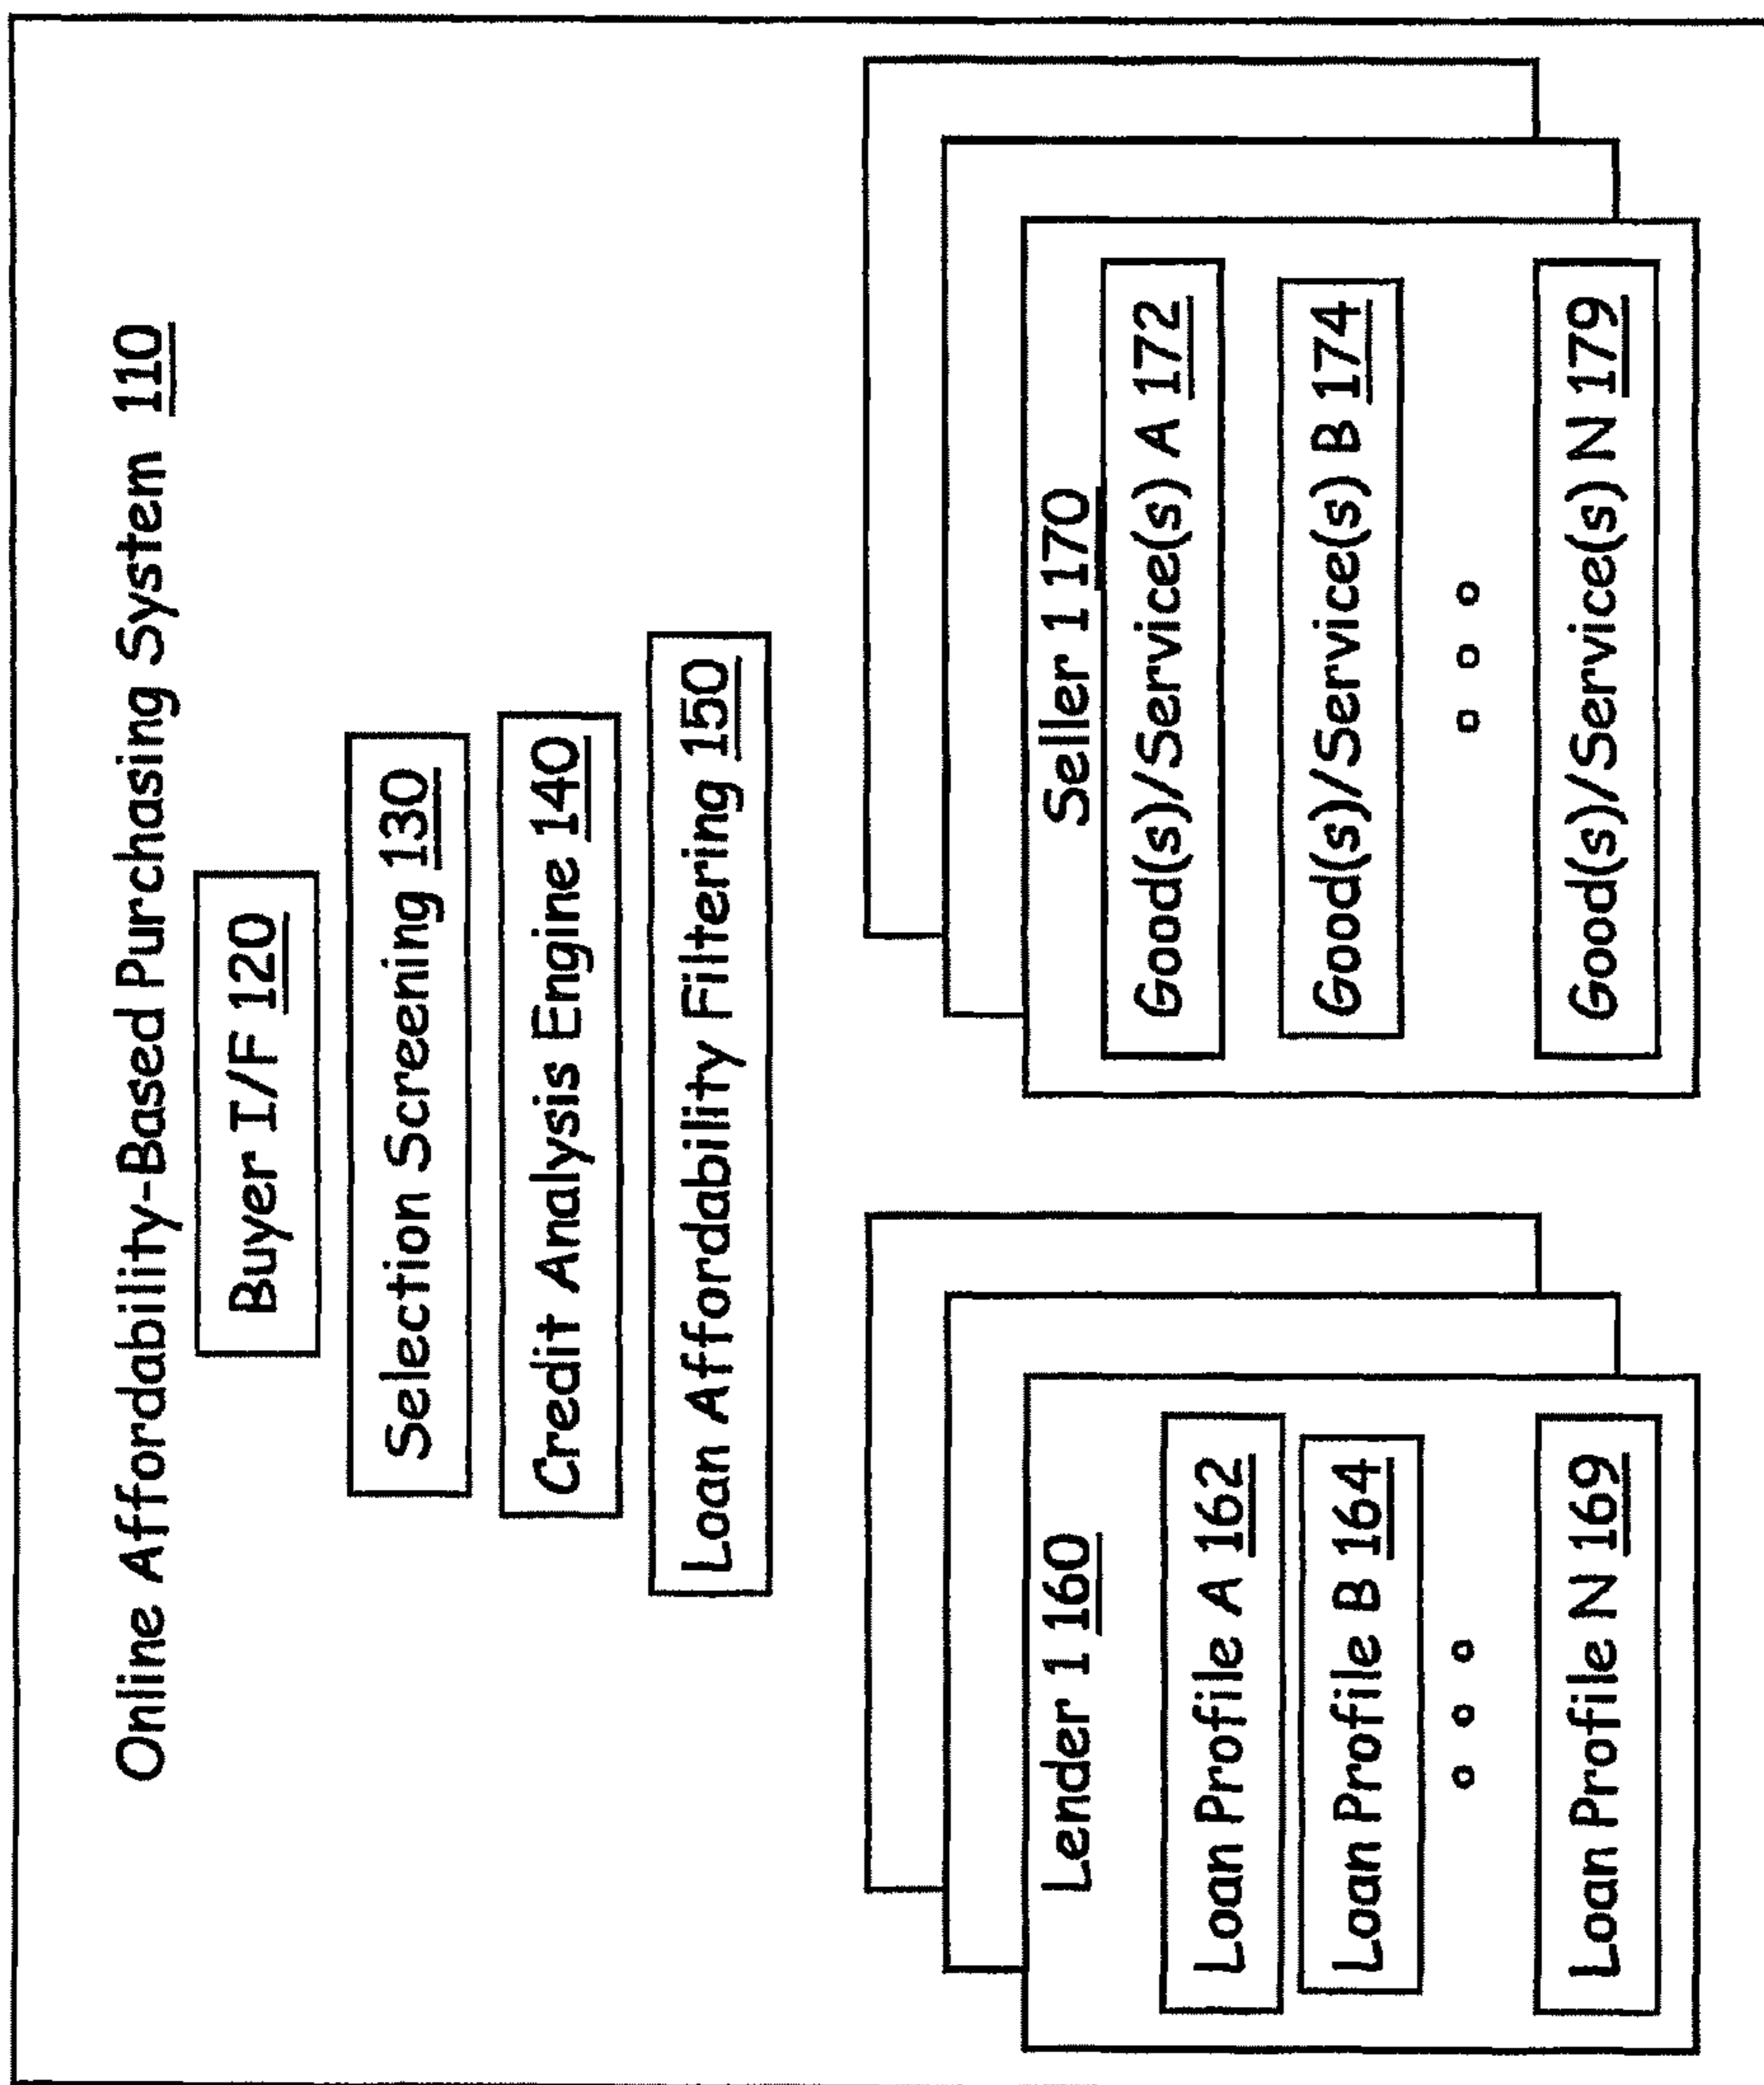 Online Affordability-Based Purchasing System 110
Buyer I/F 120
Selection Screening 130
Credit Analysis Engine 140
Loan Affordability Filtering 150
Lender 1 160
Loan Profile A 162
Loan Profile B 164
Loan Profile N 169
Seller 1 170
Good(s)/Service(s) A 172
Good(s)/Service(s) B 174
Good(s)/Service(s) N 179